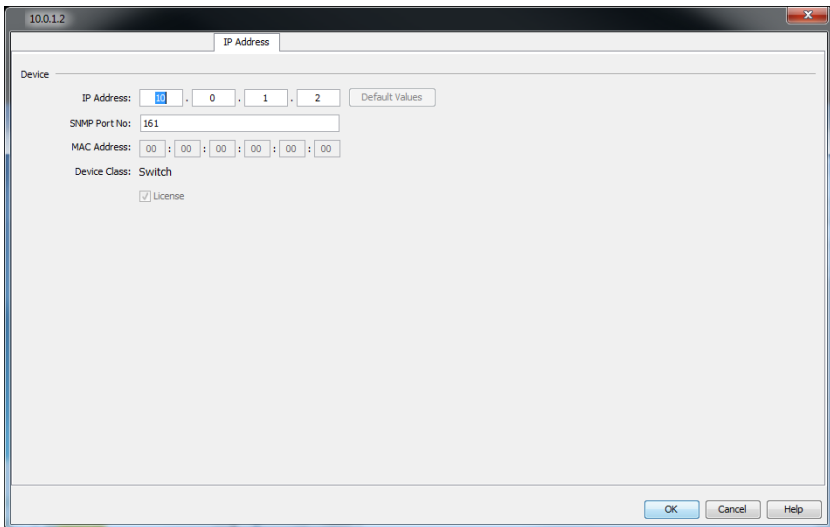 10.0.1.2
IP Address
Device
IP Address: 10 . 0 . 1 . 2 Default Values
SNMP Port No: 161
MAC Address: 00 : 00 : 00 : 00 : 00 : 00
Device Class: Switch
License
OK Cancel Help